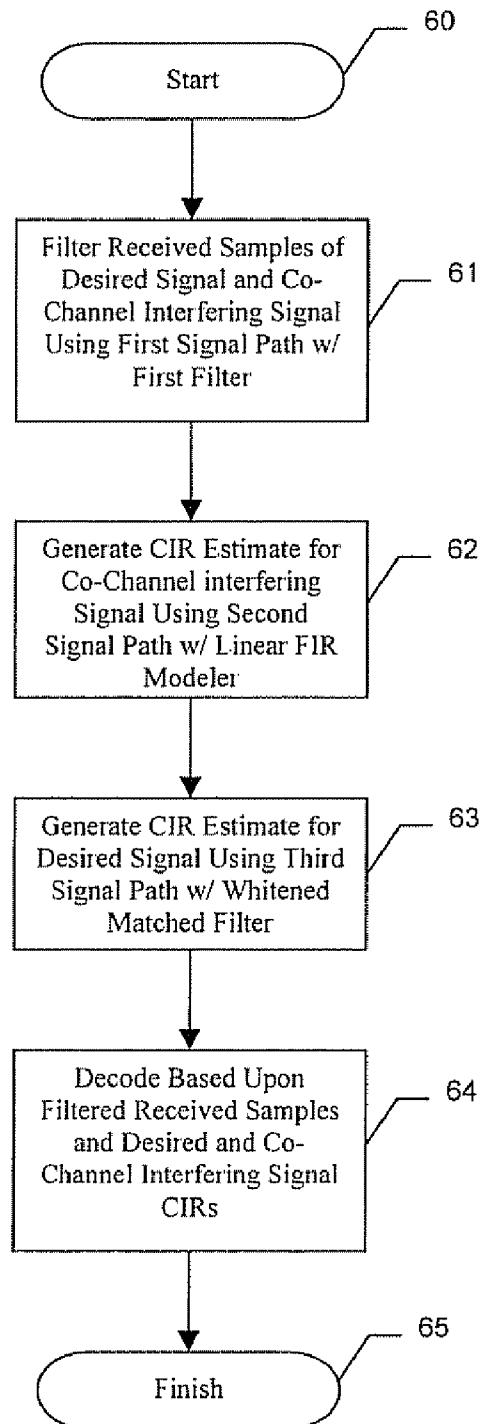 60
Start
Filter Received Samples of
Desired Signal and Co-
Channel Interfering Signal
Using First Signal Path w/
First Filter
61
Generate CIR Estimate for
Co-Channel interfering
Signal Using Second
Signal Path w/ Linear FIR
Modeler
62
Generate CIR Estimate for
Desired Signal Using Third
Signal Path w/ Whitened
Matched Filter
63
Decode Based Upon
Filtered Received Samples
and Desired and Co-
Channel Interfering Signal
CIRs
64
65
Finish